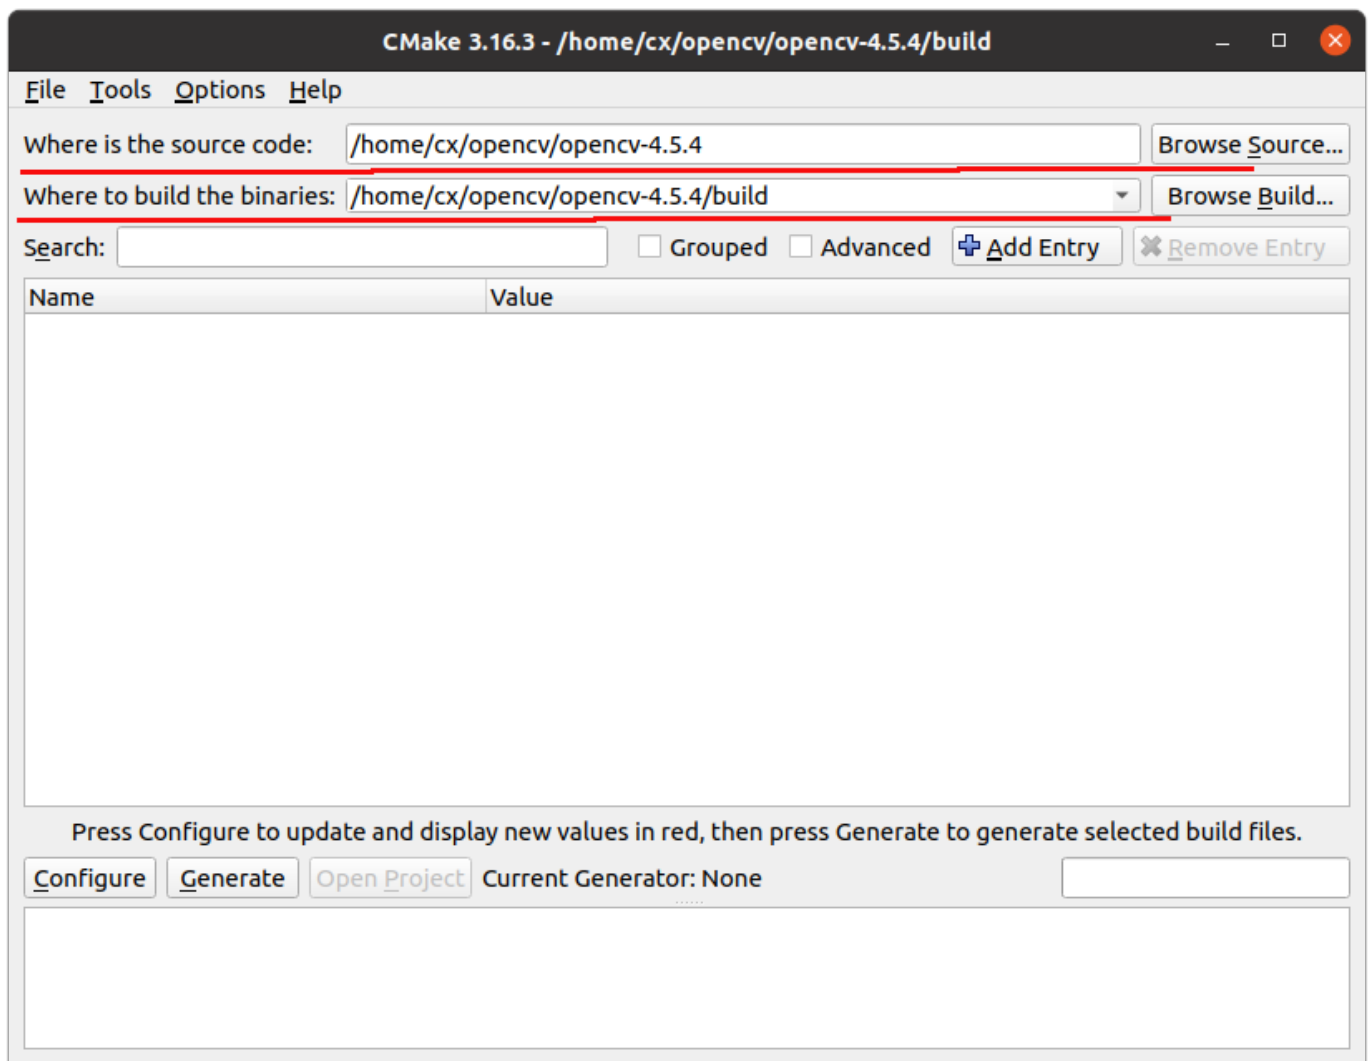 CMake 3.16.3 - /home/cx/opencv/opencv-4.5.4/build
File Tools Options Help
Where is the source code: /home/cx/opencv/opencv-4.5.4 Browse Source...
Where to build the binaries: /home/cx/opencv/opencv-4.5.4/build Browse Build...
Search: Grouped Advanced Add Entry Remove Entry
Name Value
Press Configure to update and display new values in red, then press Generate to generate selected build files.
Configure Generate Open Project Current Generator: None